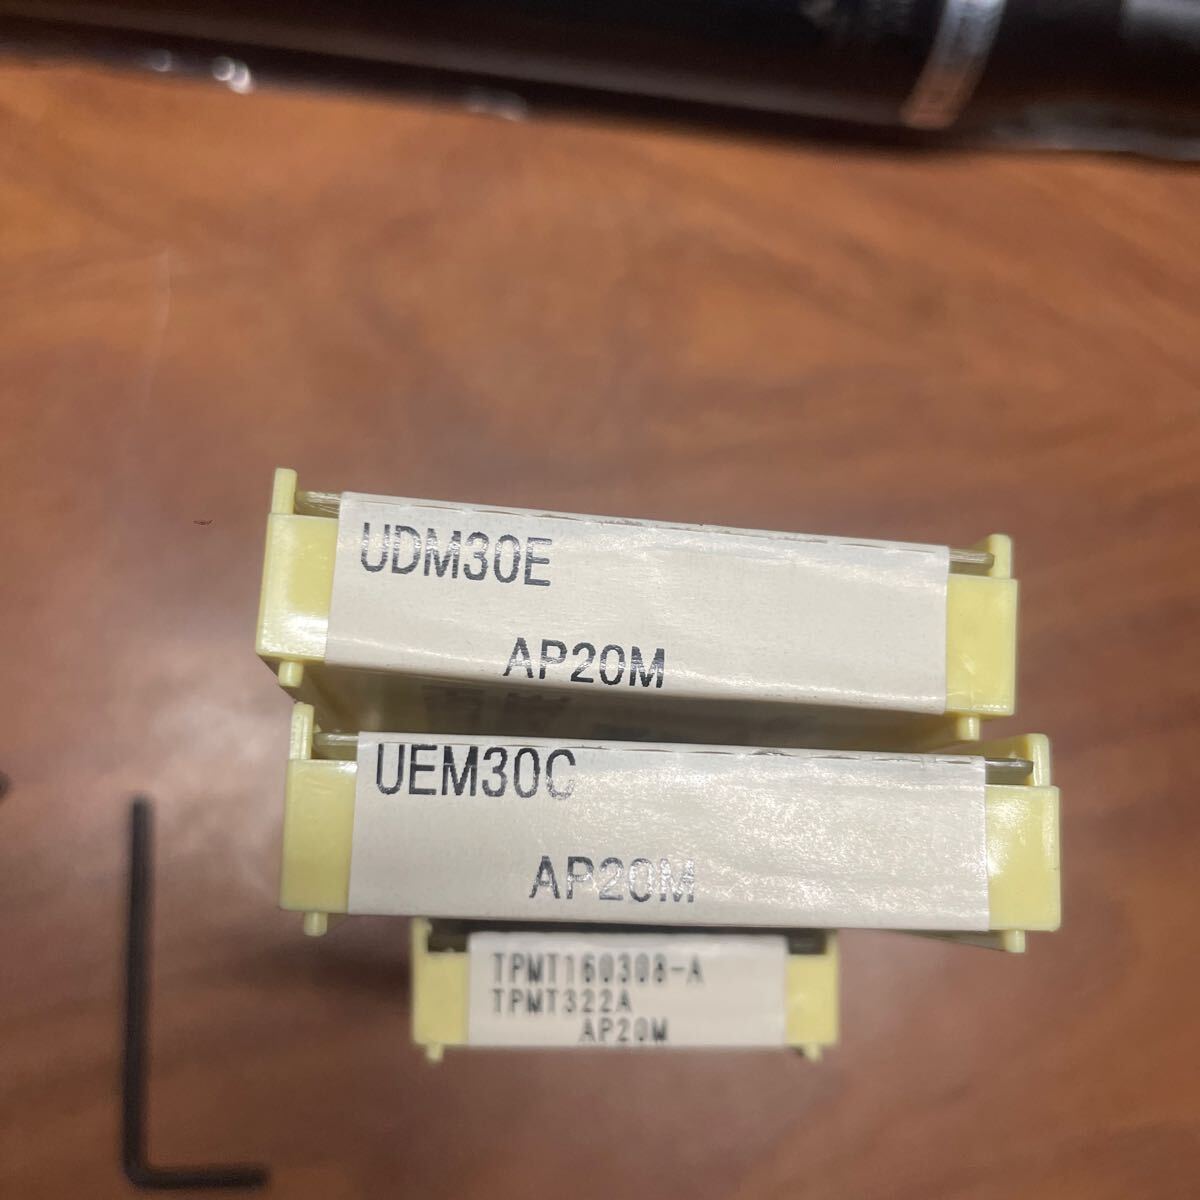 UDM30E
AP20M
UEM30C
AP20M
TPMT160308-A
TPMT322A
AP20M